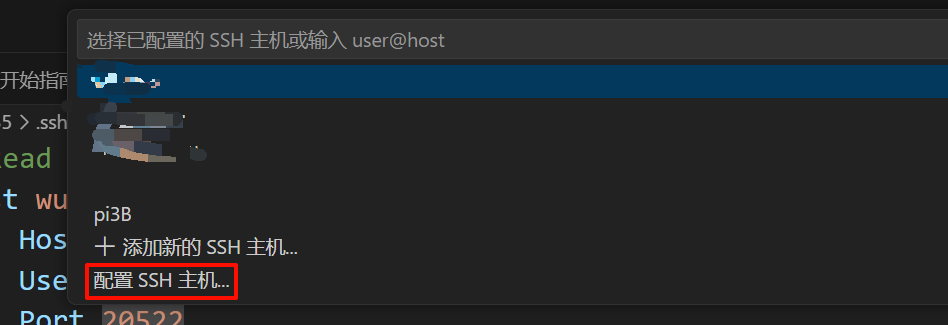 选择已配置的 SSH 主机或输入 user@host
开始指南
5 > .ssh
ead
t wu
pi3B
Hos
+ 添加新的 SSH 主机...
Use
配置 SSH 主机...
Port 20522